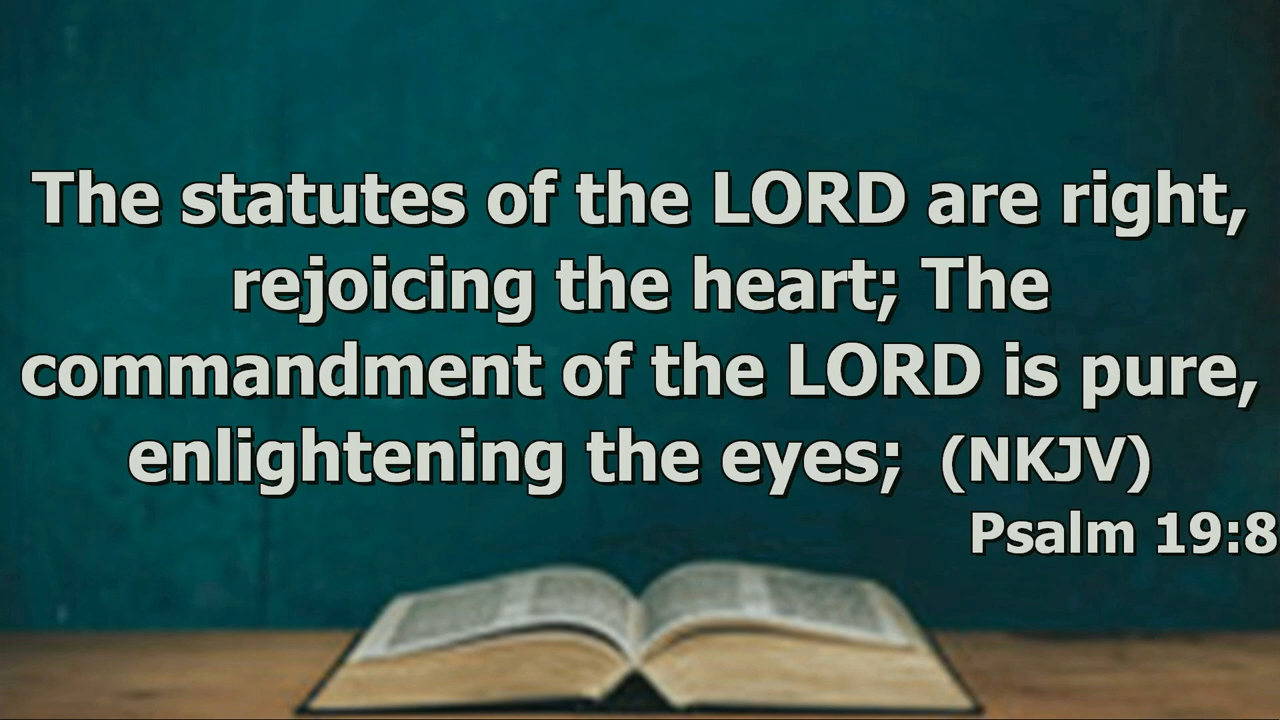 The statutes of the LORD are right,
rejoicing the heart; The
commandment of the LORD is pure,
enlightening the eyes; (NKJV)
Psalm 19:8